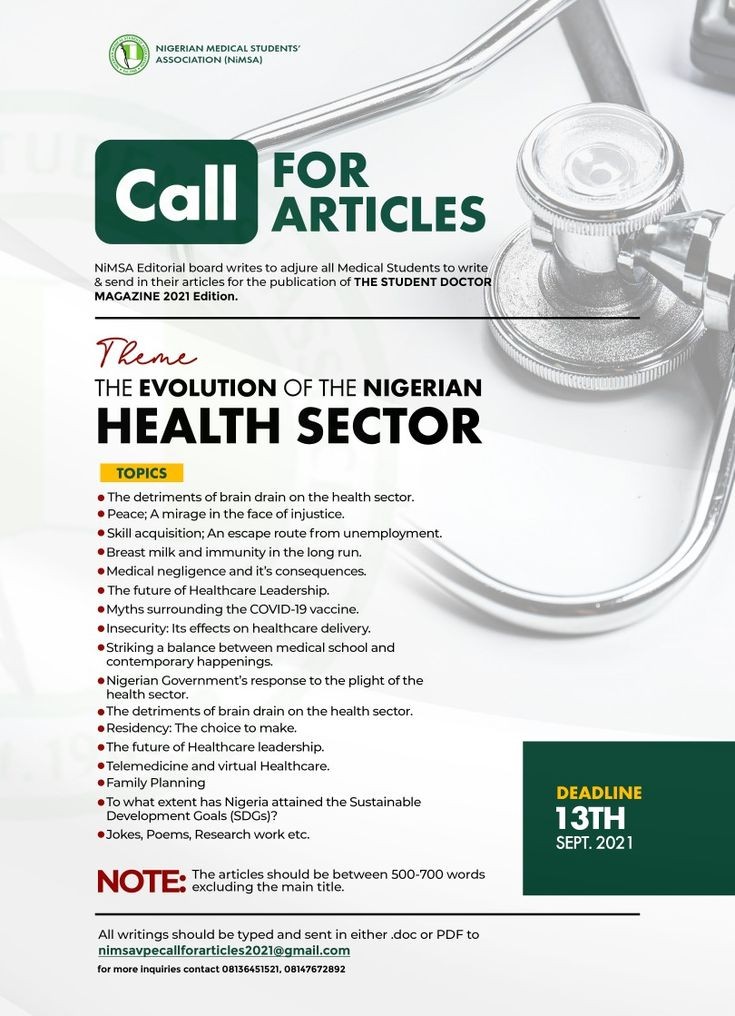 NIGERIAN MEDICAL STUDENTS'
ASSOCIATION (NiMSA)
Call FOR
ARTICLES
NiMSA Editorial board writes to adjure all Medical Students to write
& send in their articles for the publication of THE STUDENT DOCTOR
MAGAZINE 2021 Edition.
Theme
THE EVOLUTION OF THE NIGERIAN
HEALTH SECTOR
TOPICS
The detriments of brain drain on the health sector.
Peace; A mirage in the face of injustice.
Skill acquisition; An escape route from unemployment.
Breast milk and immunity in the long run.
Medical negligence and it's consequences.
The future of Healthcare Leadership.
Myths surrounding the COVID-19 vaccine.
Insecurity: Its effects on healthcare delivery.
Striking a balance between medical school and
contemporary happenings.
Nigerian Government's response to the plight of the
health sector.
The detriments of brain drain on the health sector.
Residency: The choice to make.
The future of Healthcare leadership.
Telemedicine and virtual Healthcare.
Family Planning
To what extent has Nigeria attained the Sustainable
Development Goals (SDGs)?
Jokes, Poems, Research work etc.
DEADLINE
13TH
SEPT. 2021
NOTE: The articles should be between 500-700 words
excluding the main title.
All writings should be typed and sent in either .doc or PDF to
nimsavpecallforarticles2021@gmail.com
for more inquiries contact 08136451521, 08147672892